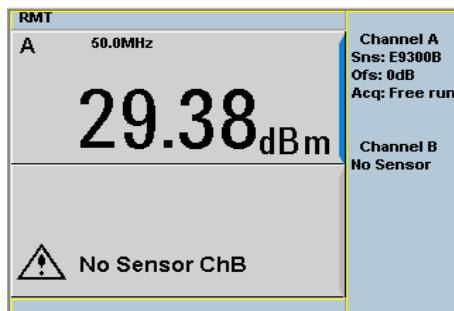 RMT
A 50.0MHz
29.38dBm
No Sensor ChB
Channel A
Sns: E9300B
Ofs: 0dB
Acq: Free run
Channel B
No Sensor